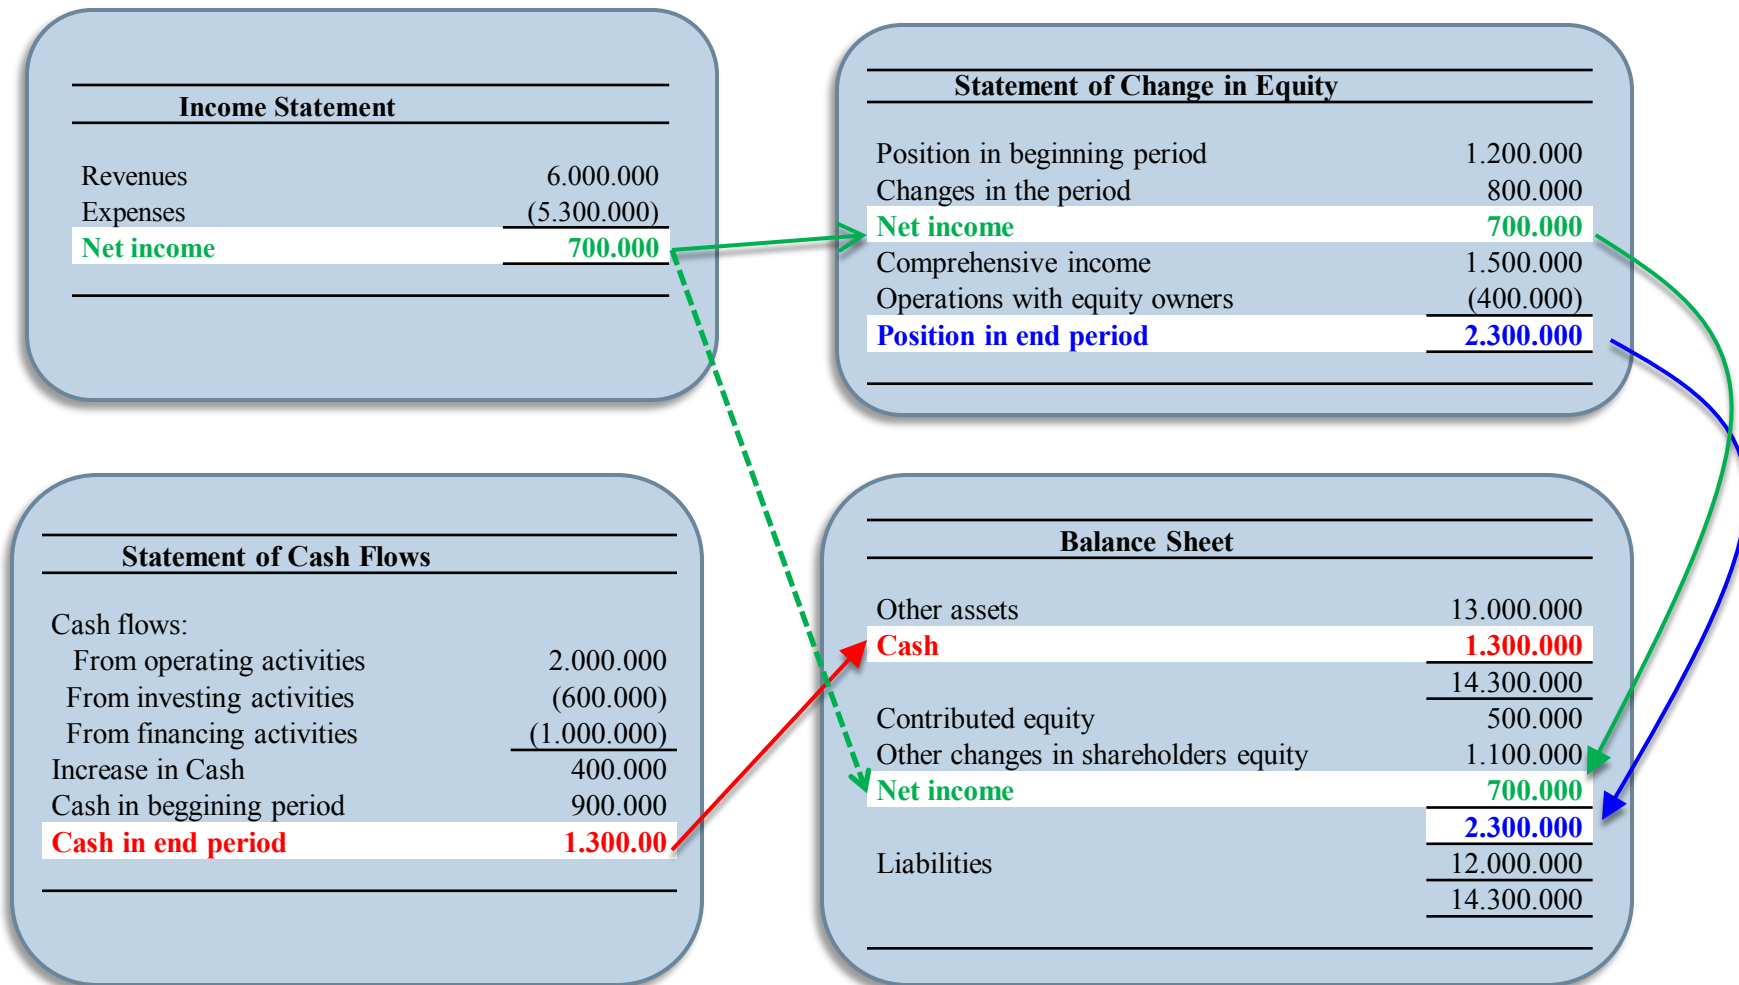 Income Statement
Revenues 6.000.000
Expenses (5.300.000)
Net income 700.000
Statement of Change in Equity
Position in beginning period 1.200.000
Changes in the period 800.000
Net income 700.000
Comprehensive income 1.500.000
Operations with equity owners (400.000)
Position in end period 2.300.000
Statement of Cash Flows
Cash flows:
From operating activities 2.000.000
From investing activities (600.000)
From financing activities (1.000.000)
Increase in Cash 400.000
Cash in beggining period 900.000
Cash in end period 1.300.00
Balance Sheet
Other assets 13.000.000
Cash 1.300.000
14.300.000
Contributed equity 500.000
Other changes in shareholders equity 1.100.000
Net income 700.000
2.300.000
Liabilities 12.000.000
14.300.000